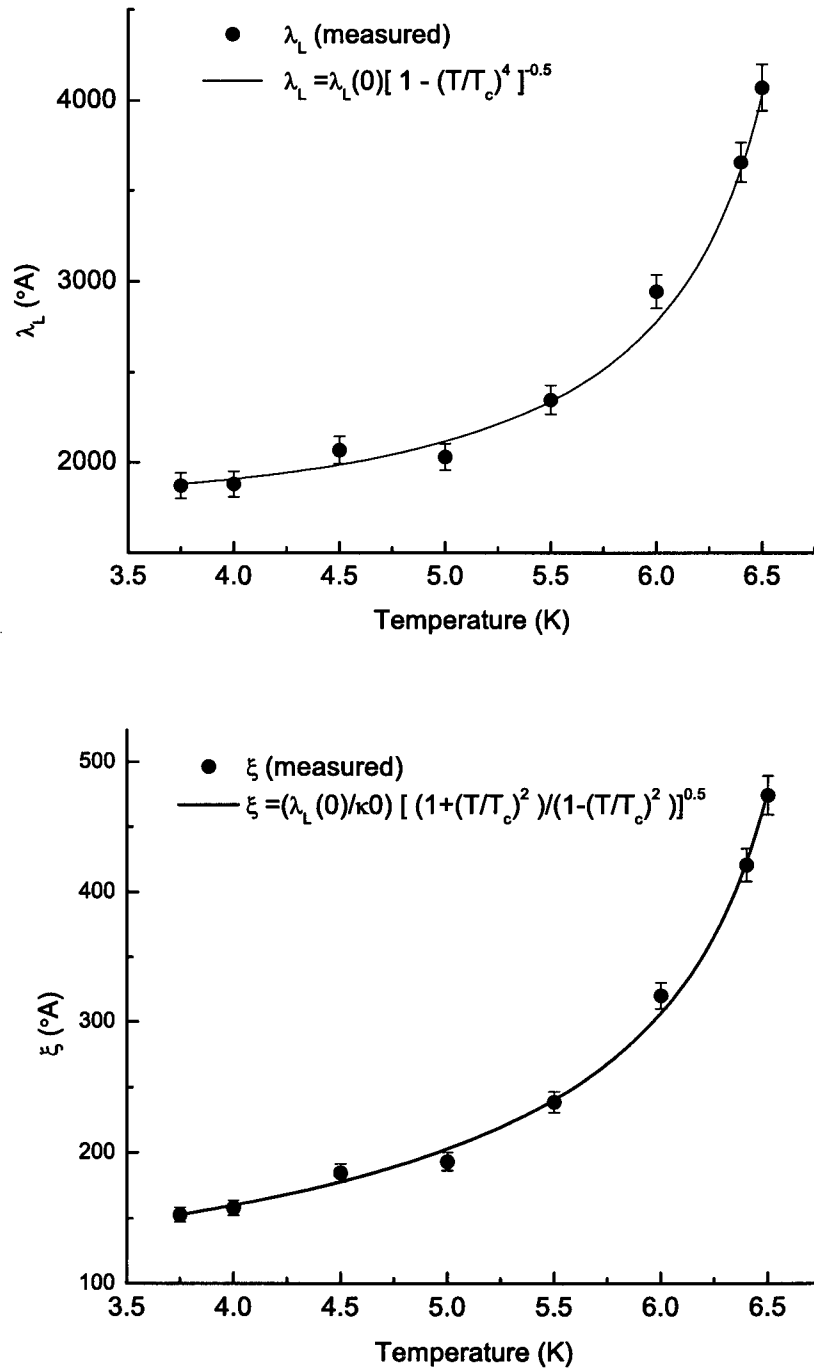 λL (measured)
λL =λL(0)[ 1 - (T/Tc)4 ]-0.5
4000
3000
2000
λL (°A)
3.5 4.0 4.5 5.0 5.5 6.0 6.5
Temperature (K)
500
ξ (measured)
ξ =(λL(0)/κ0) [ (1+(T/Tc)2 )/(1-(T/Tc)2 )]0.5
400
300
200
100
ξ (°A)
3.5 4.0 4.5 5.0 5.5 6.0 6.5
Temperature (K)